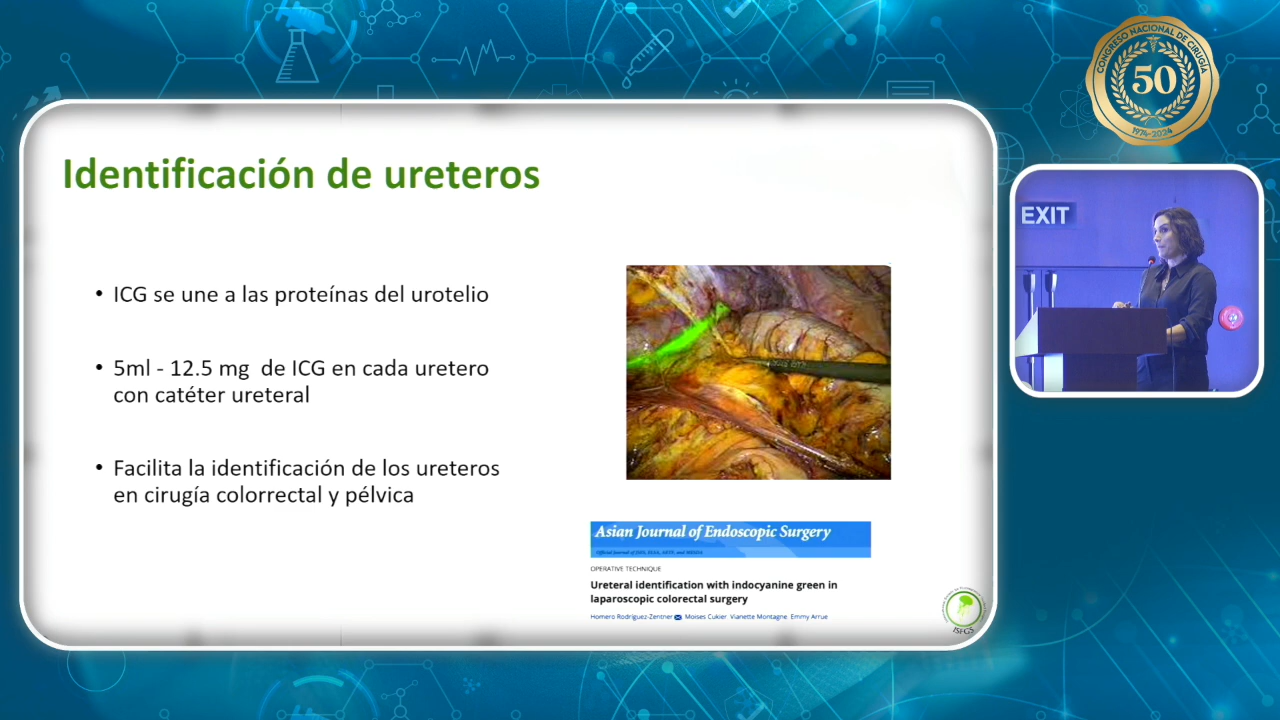 CONGRESO NACIONAL DE CIRUGÍA
50
1974-2024
Identificación de ureteros
EXIT
• ICG se une a las proteínas del urotelio
• 5ml - 12.5 mg de ICG en cada uretero
con catéter ureteral
• Facilita la identificación de los ureteros
en cirugía colorrectal y pélvica
Asian Journal of Endoscopic Surgery
OPERATIVE TECHNIQUE
Ureteral identification with indocyanine green in
laparoscopic colorectal surgery
Homero Rodríguez-Zentner Moises Cukier Vianette Montagne Emmy Arrue
ISFGS